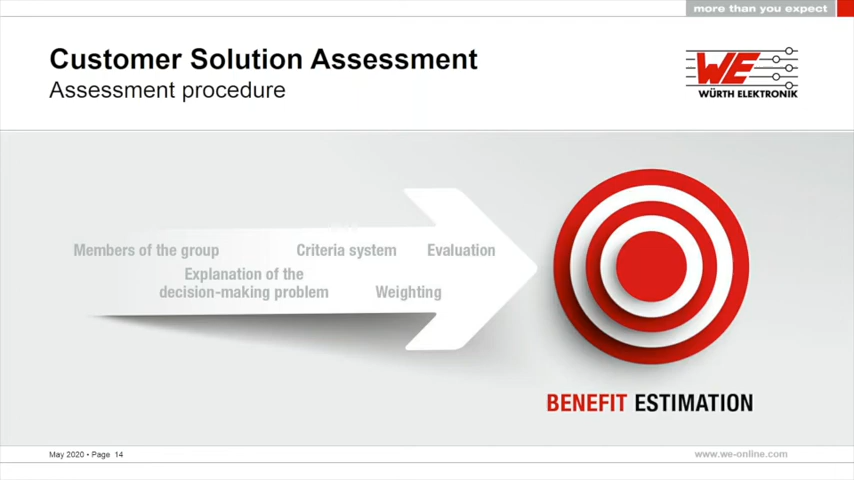 more than you expect
Customer Solution Assessment
Assessment procedure
WE
WÜRTH ELEKTRONIK
Members of the group
Criteria system
Evaluation
Explanation of the
decision-making problem
Weighting
BENEFIT ESTIMATION
May 2020 • Page 14
www.we-online.com